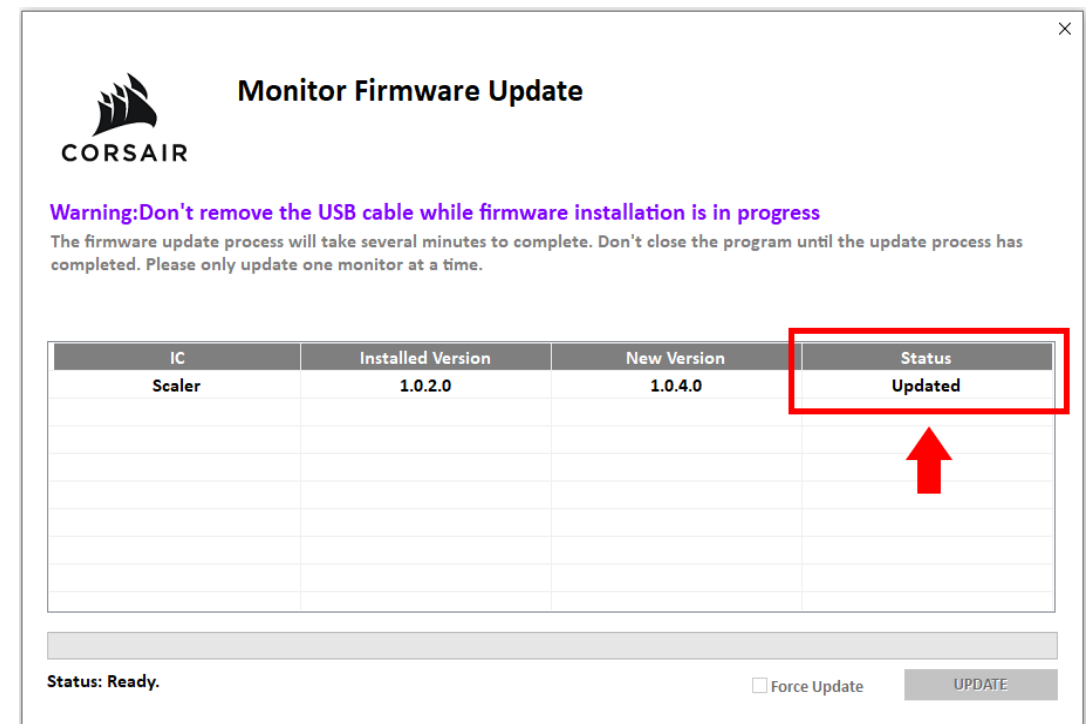 Monitor Firmware Update
CORSAIR
Warning:Don't remove the USB cable while firmware installation is in progress
The firmware update process will take several minutes to complete. Don't close the program until the update process has
completed. Please only update one monitor at a time.
IC Installed Version New Version Status
Scaler 1.0.2.0 1.0.4.0 Updated
Status: Ready.
Force Update UPDATE